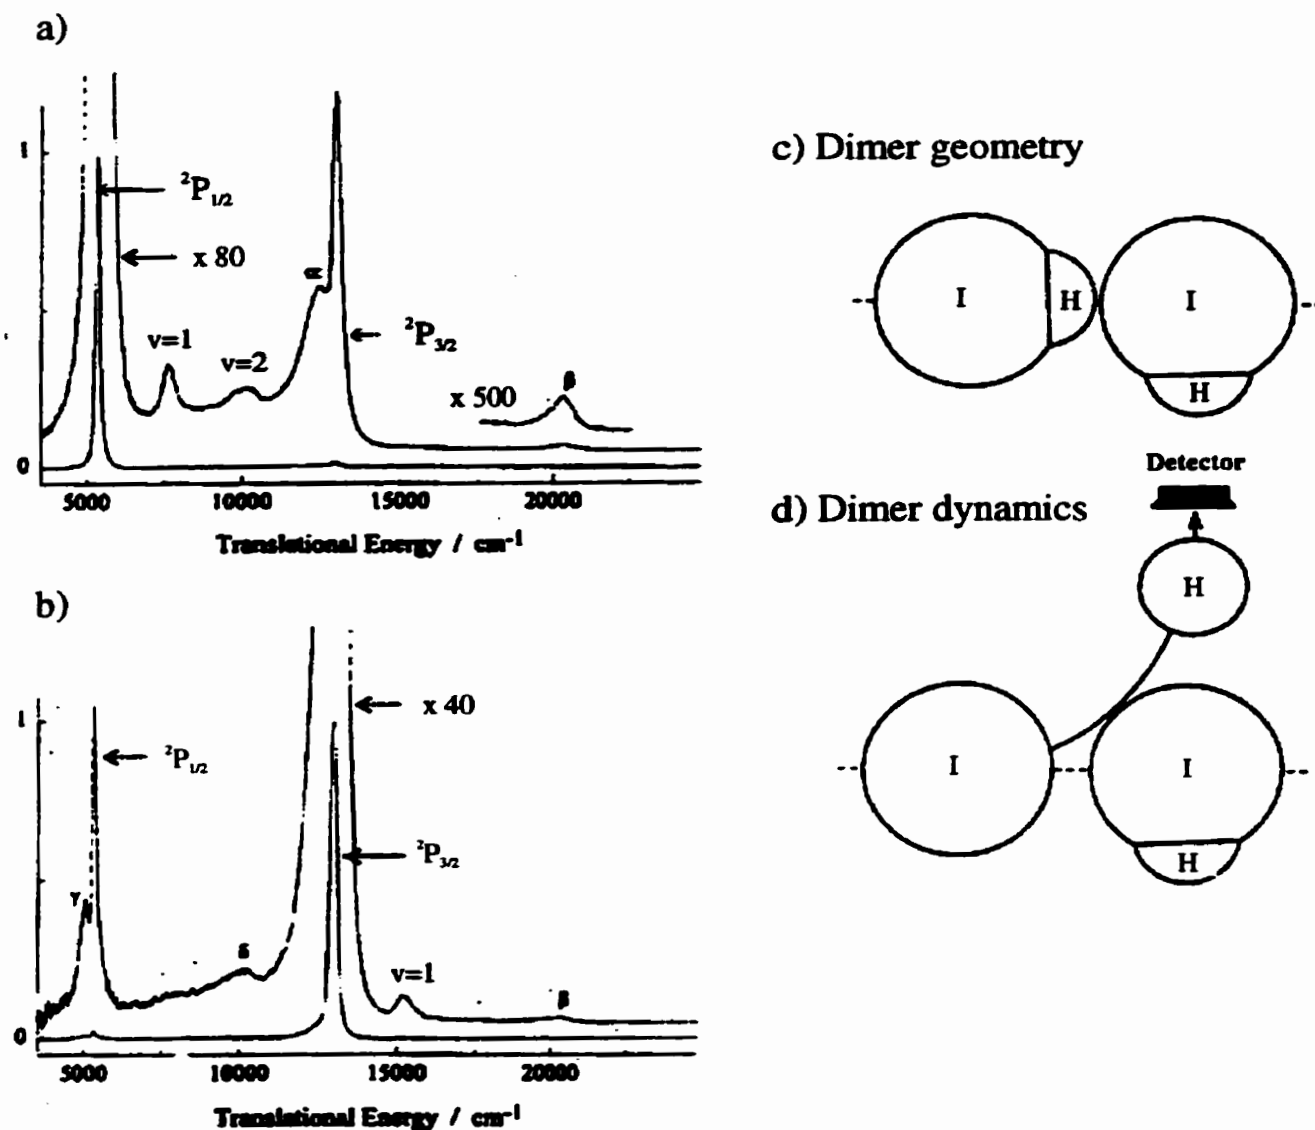 a)
1
²P₁/₂
x 80
α
v=1
v=2
²P₃/₂
x 500
β
0
5000 10000 15000 20000
Translational Energy / cm⁻¹
b)
1
²P₁/₂
x 40
²P₃/₂
γ
δ
v=1
β
0
5000 10000 15000 20000
Translational Energy / cm⁻¹
c) Dimer geometry
I H I
H
Detector
d) Dimer dynamics
H
I I
H